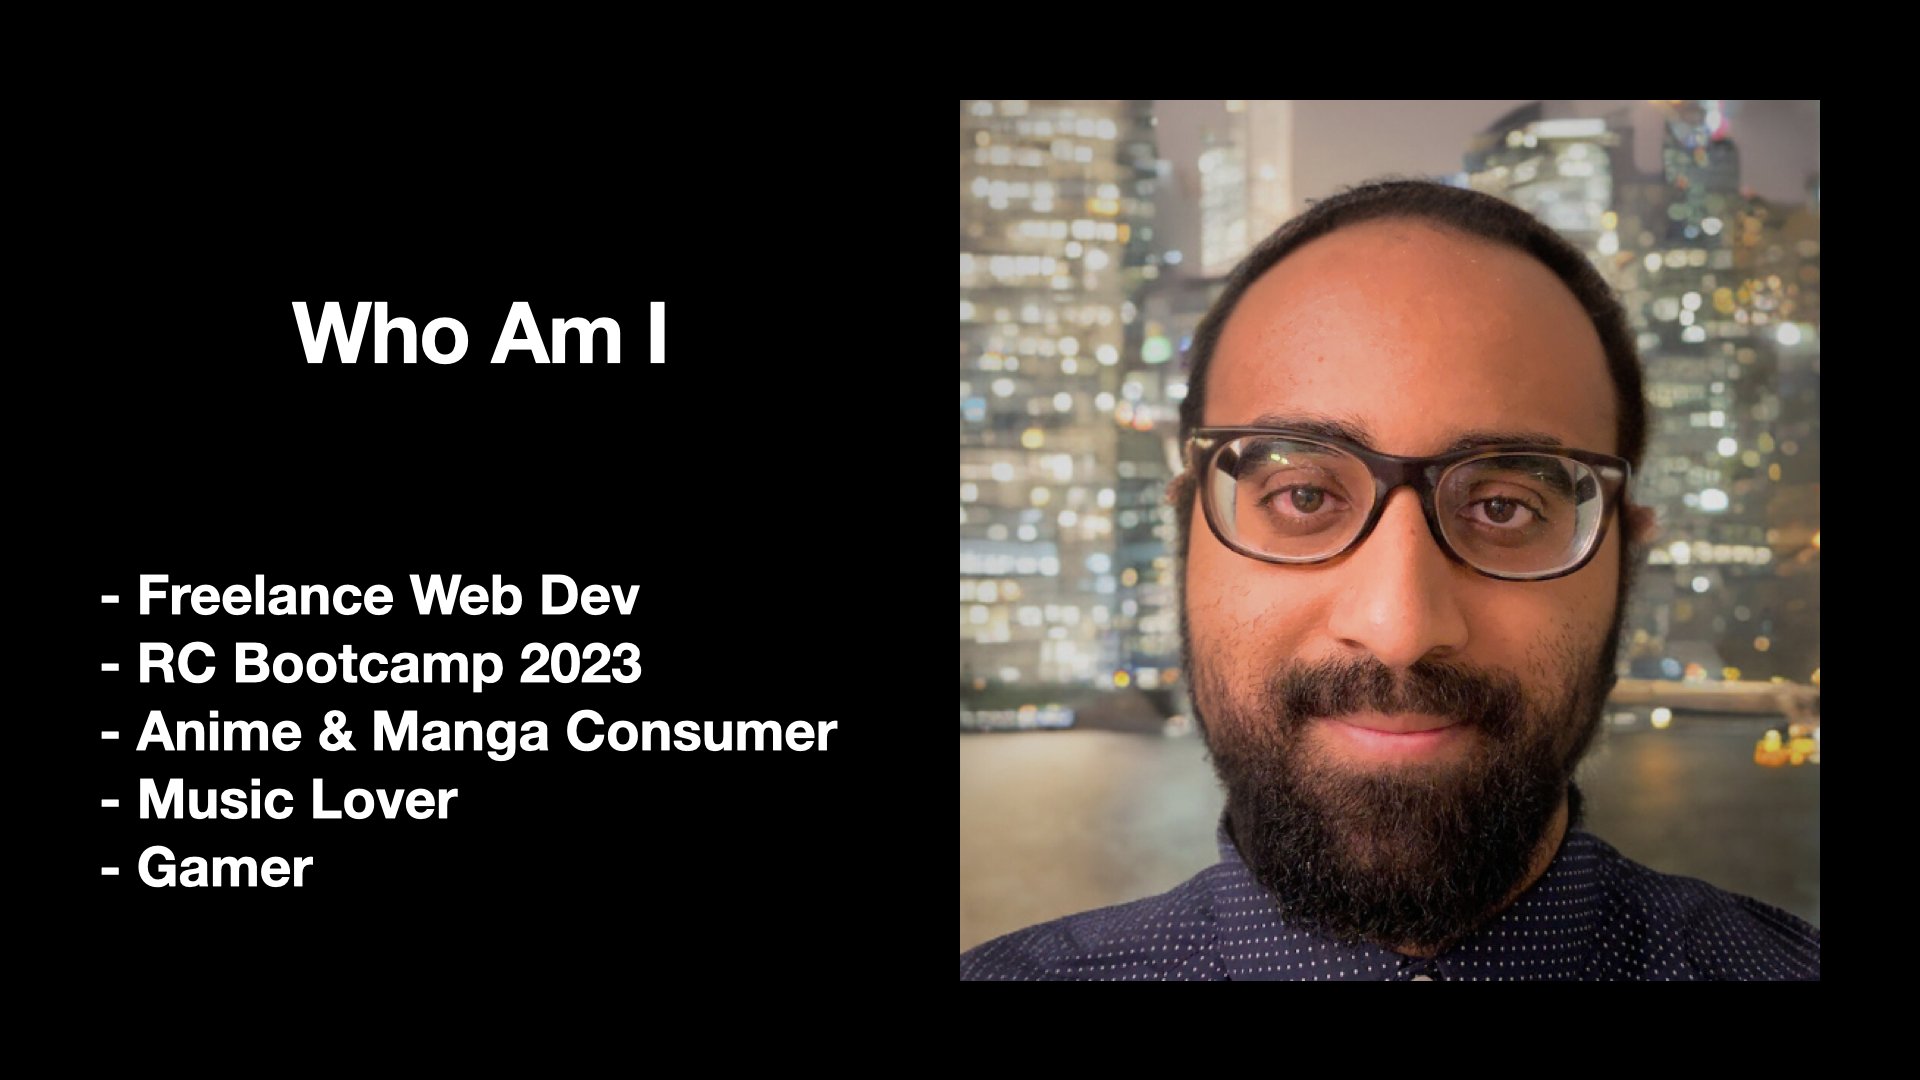 Who Am I
- Freelance Web Dev
- RC Bootcamp 2023
- Anime & Manga Consumer
- Music Lover
- Gamer